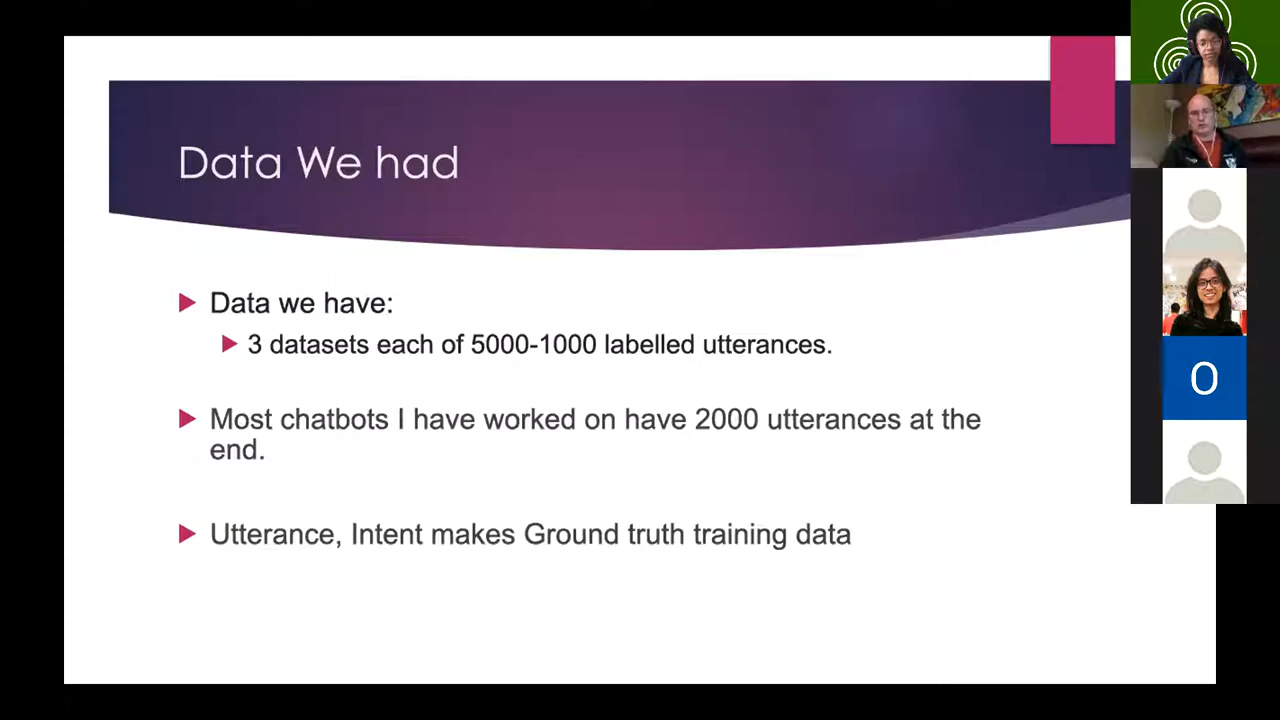 Data We had
Data we have:
3 datasets each of 5000-1000 labelled utterances.
Most chatbots I have worked on have 2000 utterances at the
end.
Utterance, Intent makes Ground truth training data
O